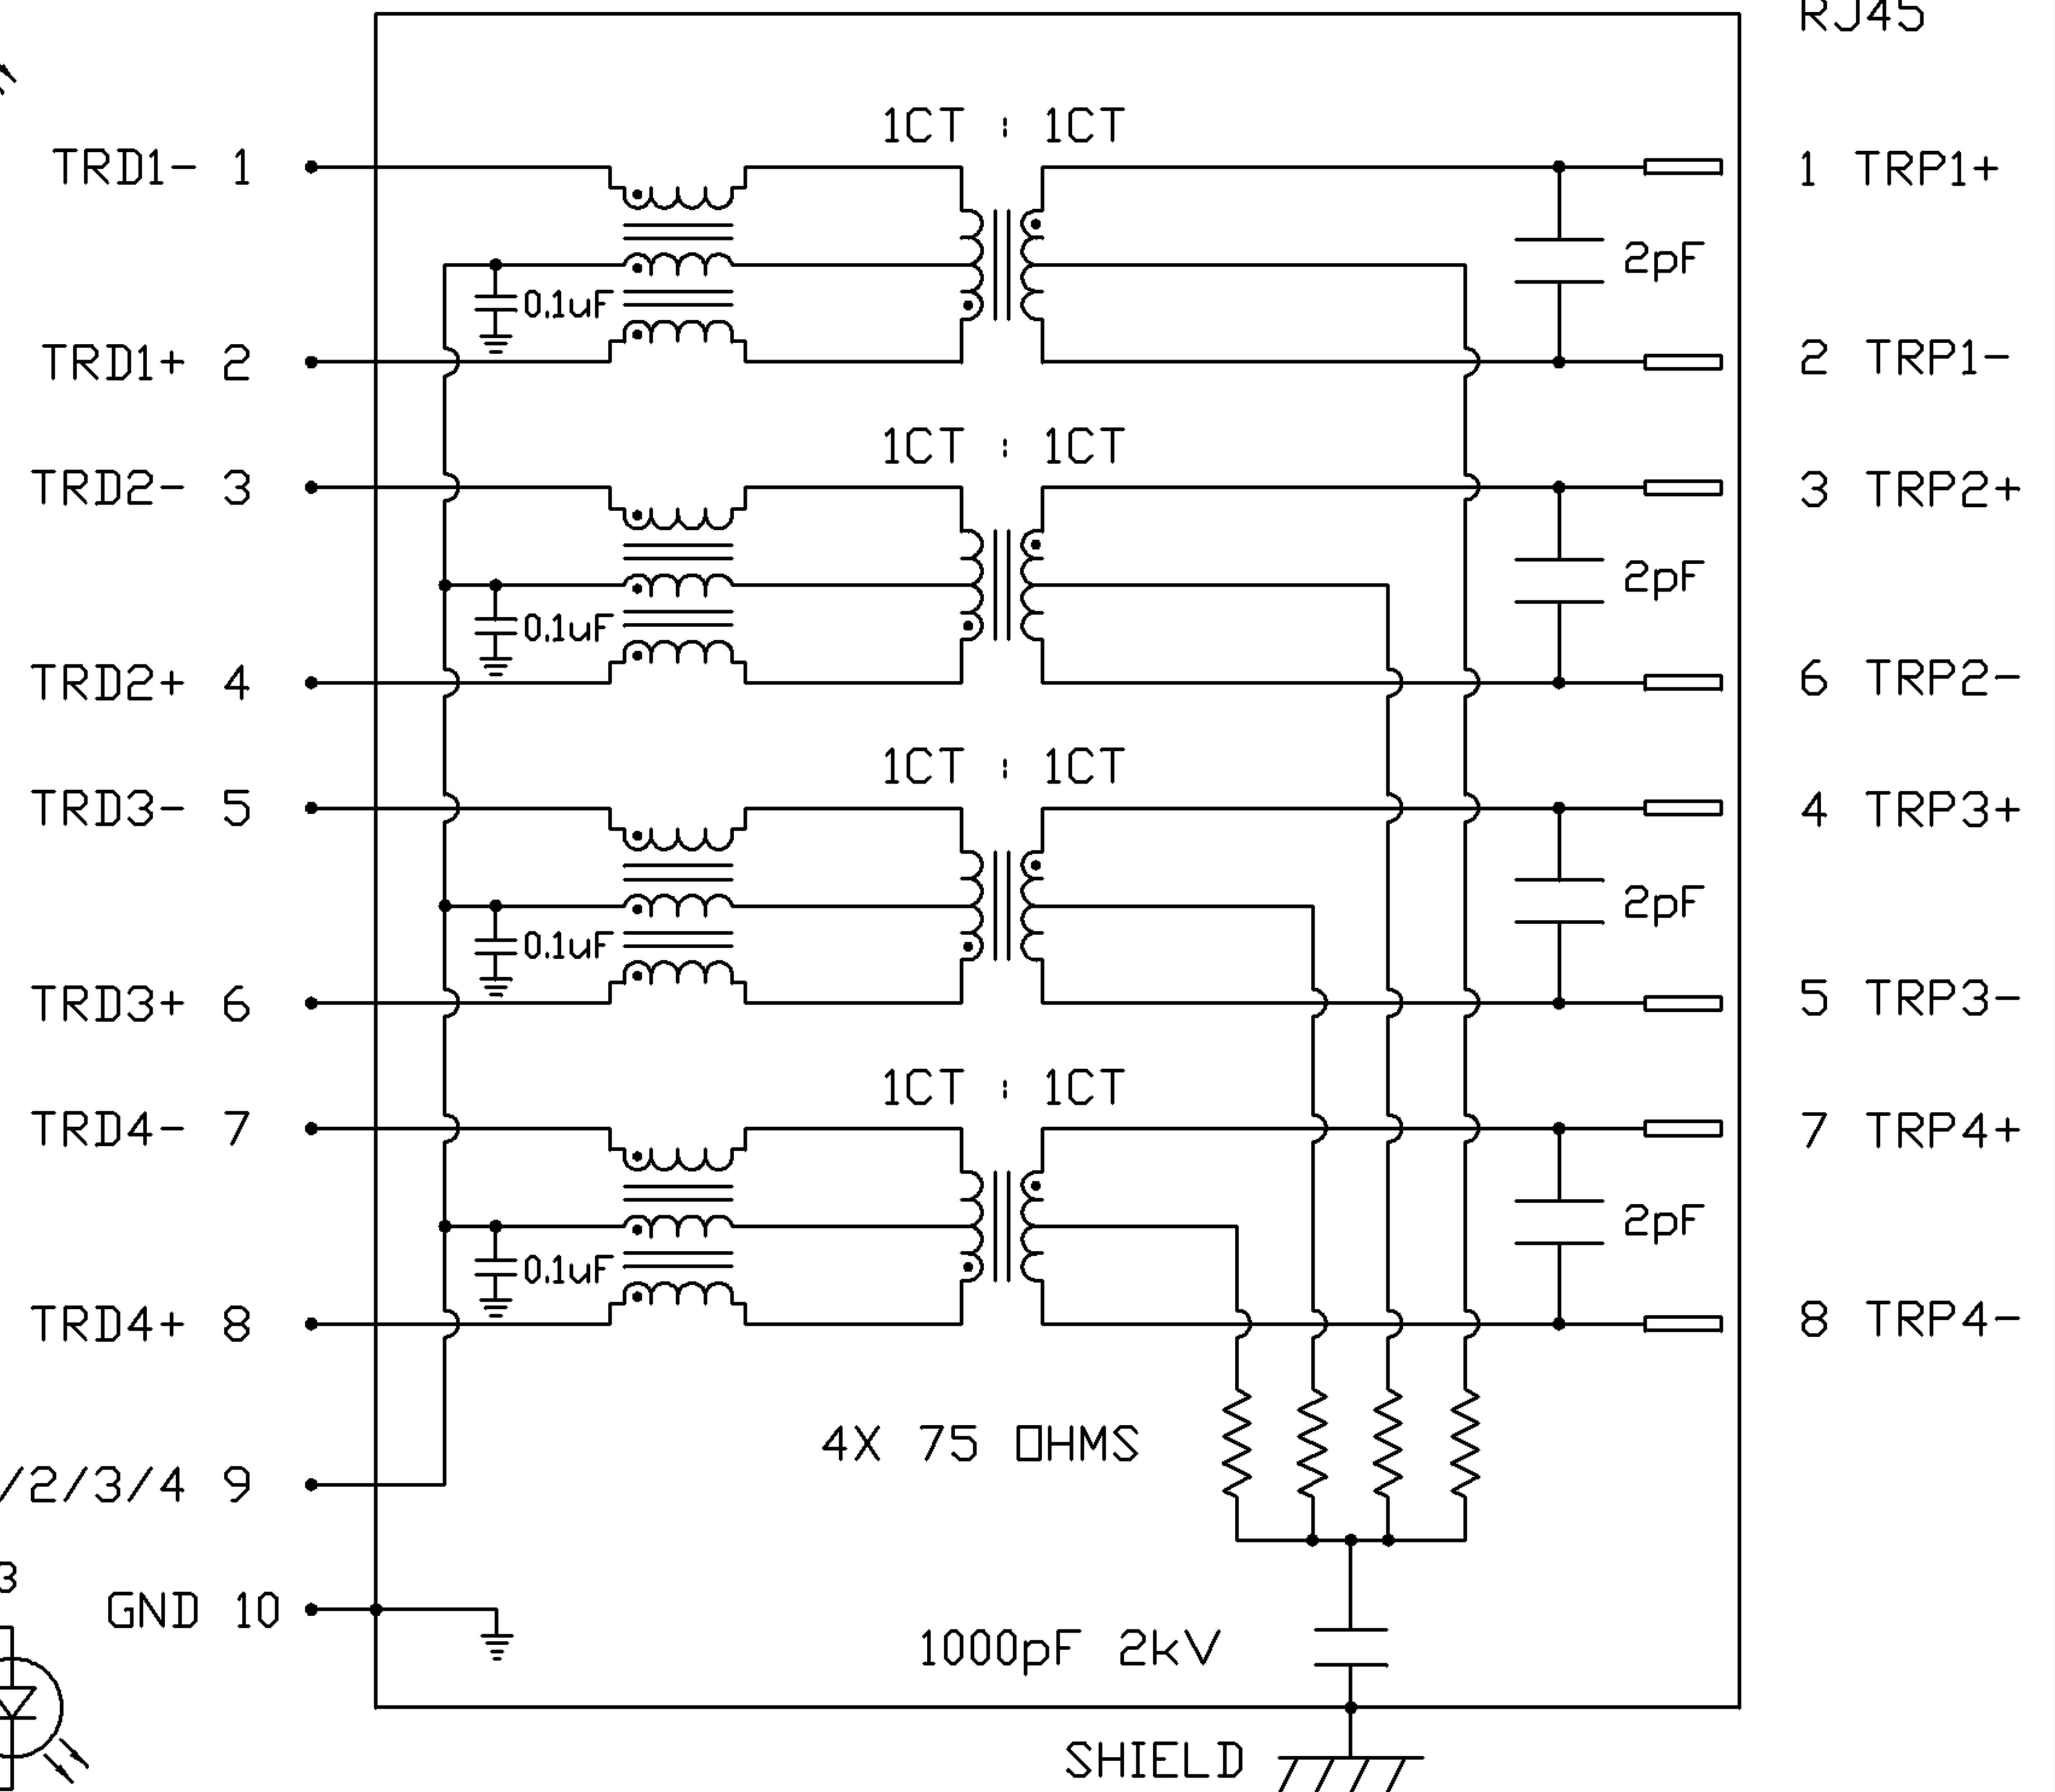 RJ45
1CT : 1CT
TRD1- 1
1 TRP1+
2pF
0.1uF
TRD1+ 2
2 TRP1-
1CT : 1CT
TRD2- 3
3 TRP2+
2pF
0.1uF
TRD2+ 4
6 TRP2-
1CT : 1CT
TRD3- 5
4 TRP3+
2pF
0.1uF
TRD3+ 6
5 TRP3-
1CT : 1CT
TRD4- 7
7 TRP4+
2pF
0.1uF
TRD4+ 8
8 TRP4-
4X 75 OHMS
/2/3/4 9
3
GND 10
1000pF 2kV
SHIELD